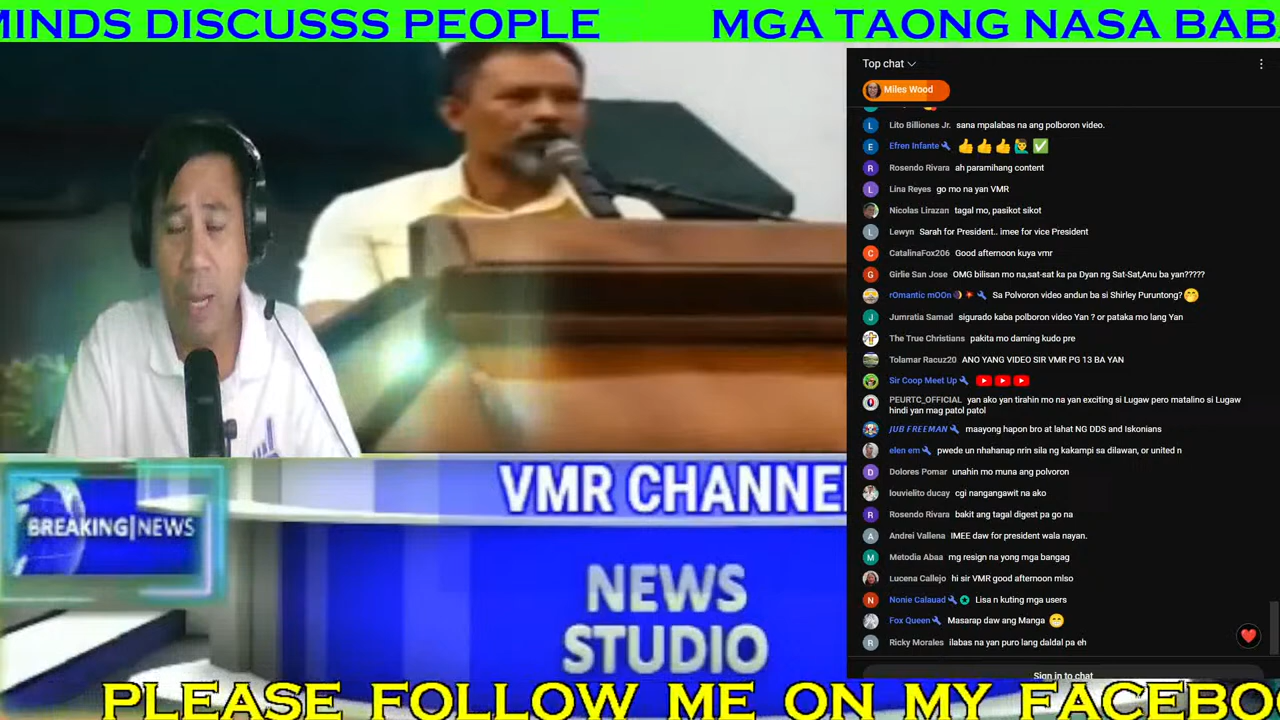 MINDS DISCUSSS PEOPLE MGA TAONG NASA BAB
Top chat
Miles Wood
Lito Billiones Jr. sana mpalabas na ang polboron video.
Efren Infante
Rosendo Rivara ah paramihang content
Lina Reyes go mo na yan VMR
Nicolas Lirazan tagal mo, pasikot sikot
Lewyn Sarah for President.. imee for vice President
CatalinaFox206 Good afternoon kuya vmr
Girlie San Jose OMG bilisan mo na,sat-sat ka pa Dyan ng Sat-Sat,Anu ba yan?????
rOmantic mOOn Sa Polvoron video andun ba si Shirley Puruntong?
Jumratia Samad sigurado kaba polboron video Yan ? or pataka mo lang Yan
The True Christians pakita mo daming kudo pre
Tolamar Racuz20 ANO YANG VIDEO SIR VMR PG 13 BA YAN
Sir Coop Meet Up
PEURTC_OFFICIAL yan ako yan tirahin mo na yan exciting si Lugaw pero matalino si Lugaw
hindi yan mag patol patol
JUB FREEMAN maayong hapon bro at lahat NG DDS and Iskonians
elen em pwede un nhahanap nrin sila ng kakampi sa dilawan, or united n
Dolores Pomar unahin mo muna ang polvoron
louvielito ducay cgi nangangawit na ako
Rosendo Rivara bakit ang tagal digest pa go na
Andrei Vallena IMEE daw for president wala nayan.
Metodia Abaa mg resign na yong mga bangag
Lucena Callejo hi sir VMR good afternoon mlso
Nonie Calauad Lisa n kuting mga users
Fox Queen Masarap daw ang Manga
Ricky Morales ilabas na yan puro lang daldal pa eh
Sign in to chat
VMR CHANNE
BREAKING|NEWS
NEWS
STUDIO
PLEASE FOLLOW ME ON MY FACEBO